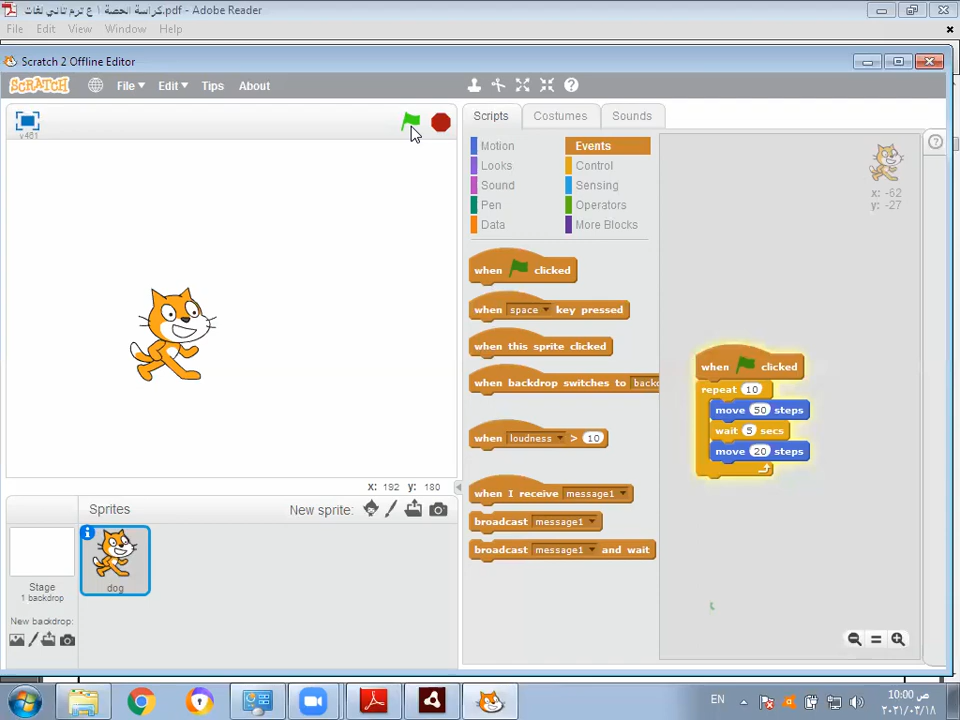 كراسة الحصة ١ ع ترم تاني لغات.pdf - Adobe Reader
File Edit View Window Help
Scratch 2 Offline Editor
SCRATCH File Edit Tips About
v461
Scripts Costumes Sounds
Motion Events
Looks Control
Sound Sensing
Pen Operators
Data More Blocks
when clicked
when space key pressed
when this sprite clicked
when backdrop switches to
when loudness > 10
when I receive message1
broadcast message1
broadcast message1 and wait
x: -62
y: -27
when clicked
repeat 10
move 50 steps
wait 5 secs
move 20 steps
x: 192 y: 180
Sprites New sprite:
Stage
1 backdrop
New backdrop:
dog
EN
10:00 ص
٢٠٢١/٠٣/١٨